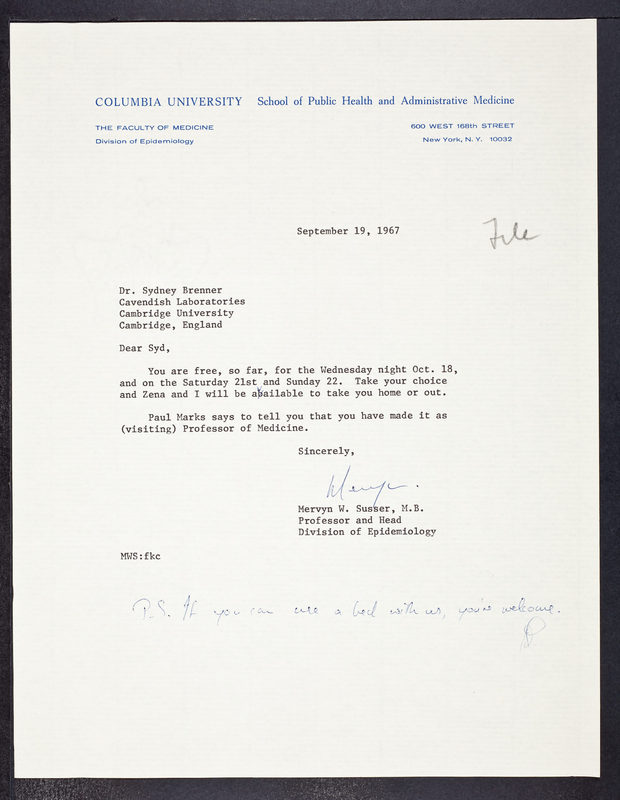 COLUMBIA UNIVERSITY School of Public Health and Administrative Medicine
THE FACULTY OF MEDICINE 600 WEST 168th STREET
Division of Epidemiology New York, N. Y. 10032
September 19, 1967
File
Dr. Sydney Brenner
Cavendish Laboratories
Cambridge University
Cambridge, England
Dear Syd,
You are free, so far, for the Wednesday night Oct. 18,
and on the Saturday 21st and Sunday 22. Take your choice
and Zena and I will be available to take you home or out.
Paul Marks says to tell you that you have made it as
(visiting) Professor of Medicine.
Sincerely,
Merwyn.
Mervyn W. Susser, M.B.
Professor and Head
Division of Epidemiology
MWS:fkc
P.S. If you can use a bed with us, you're welcome.